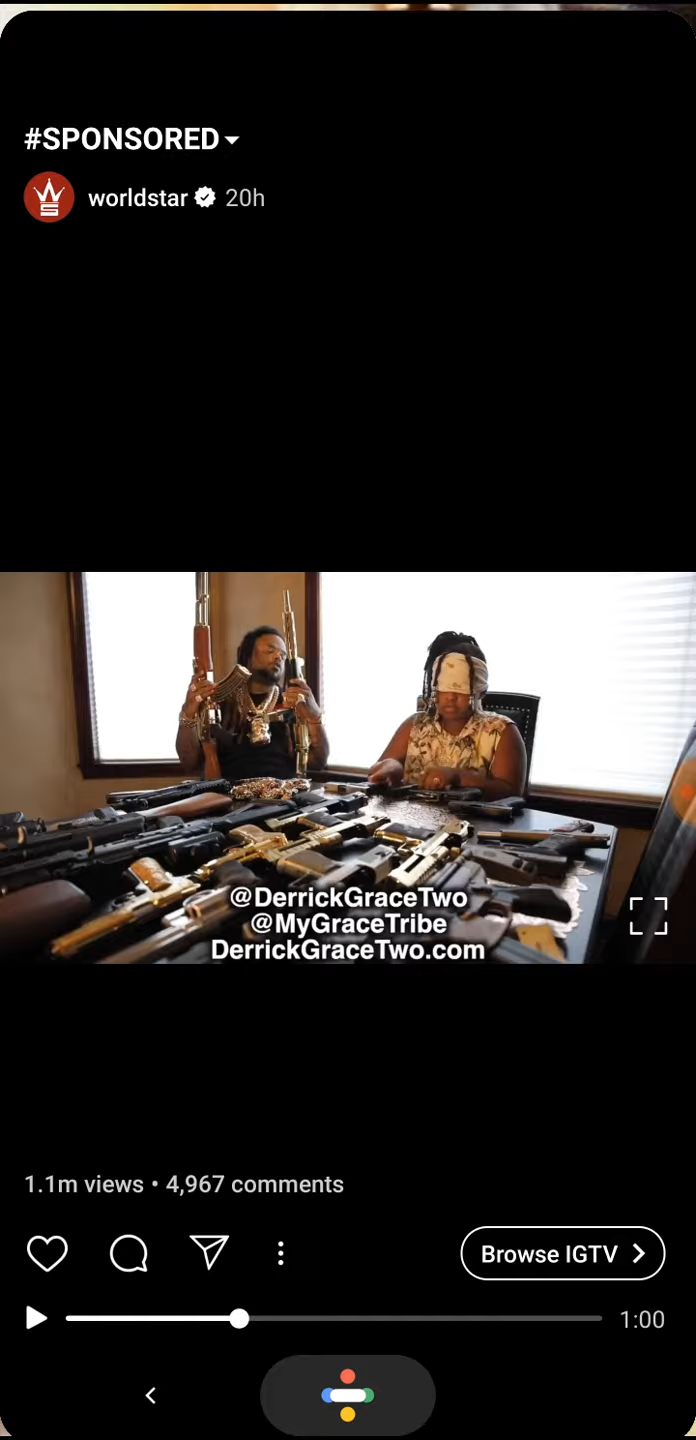 #SPONSORED
worldstar 20h
@DerrickGraceTwo
@MyGraceTribe
DerrickGraceTwo.com
1.1m views • 4,967 comments
Browse IGTV
1:00